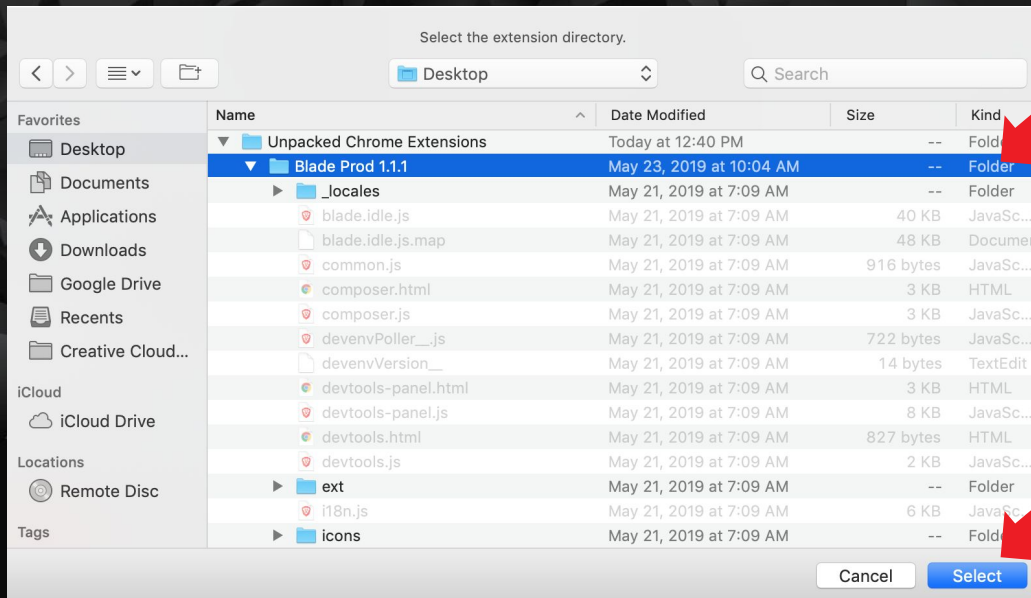 Select the extension directory.
Desktop
Search
Favorites
Desktop
Documents
Applications
Downloads
Google Drive
Recents
Creative Cloud...
iCloud
iCloud Drive
Locations
Remote Disc
Tags
Name Date Modified Size Kind
Unpacked Chrome Extensions Today at 12:40 PM --
Blade Prod 1.1.1 May 23, 2019 at 10:04 AM -- Folder
_locales May 21, 2019 at 7:09 AM -- Folder
blade.idle.js May 21, 2019 at 7:09 AM 40 KB JavaSc...
blade.idle.js.map May 21, 2019 at 7:09 AM 48 KB
common.js May 21, 2019 at 7:09 AM 916 bytes JavaSc...
composer.html May 21, 2019 at 7:09 AM 3 KB HTML
composer.js May 21, 2019 at 7:09 AM 3 KB JavaSc...
devenvPoller__.js May 21, 2019 at 7:09 AM 722 bytes JavaSc...
devenvVersion__ May 21, 2019 at 7:09 AM 14 bytes TextEdit
devtools-panel.html May 21, 2019 at 7:09 AM 3 KB HTML
devtools-panel.js May 21, 2019 at 7:09 AM 8 KB JavaSc...
devtools.html May 21, 2019 at 7:09 AM 827 bytes HTML
devtools.js May 21, 2019 at 7:09 AM 2 KB JavaSc...
ext May 21, 2019 at 7:09 AM -- Folder
i18n.js May 21, 2019 at 7:09 AM 6 KB
icons May 21, 2019 at 7:09 AM --
Cancel Select